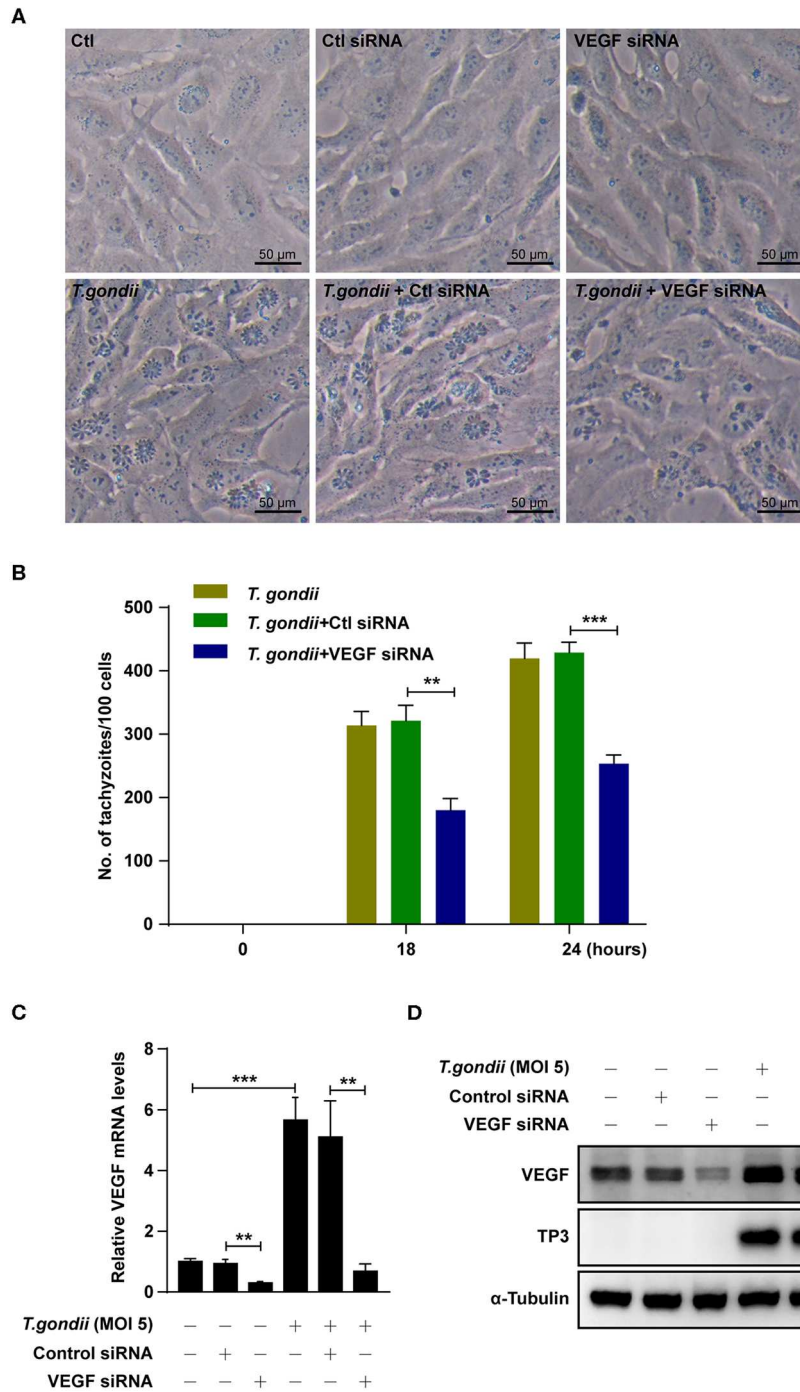 A
Ctl
Ctl siRNA
VEGF siRNA
50 µm
50 µm
50 µm
T.gondii
T.gondii + Ctl siRNA
T.gondii + VEGF siRNA
50 µm
50 µm
50 µm
B
T. gondii
T. gondii+Ctl siRNA
T. gondii+VEGF siRNA
No. of tachyzoites/100 cells
500
400
300
200
100
0
**
***
0 18 24 (hours)
C
Relative VEGF mRNA levels
8
6
4
2
0
**
***
**
T.gondii (MOI 5) − − − + + +
Control siRNA − + − − + −
VEGF siRNA − − + − − +
D
T.gondii (MOI 5) − − − +
Control siRNA − + − −
VEGF siRNA − − + −
VEGF
TP3
α-Tubulin